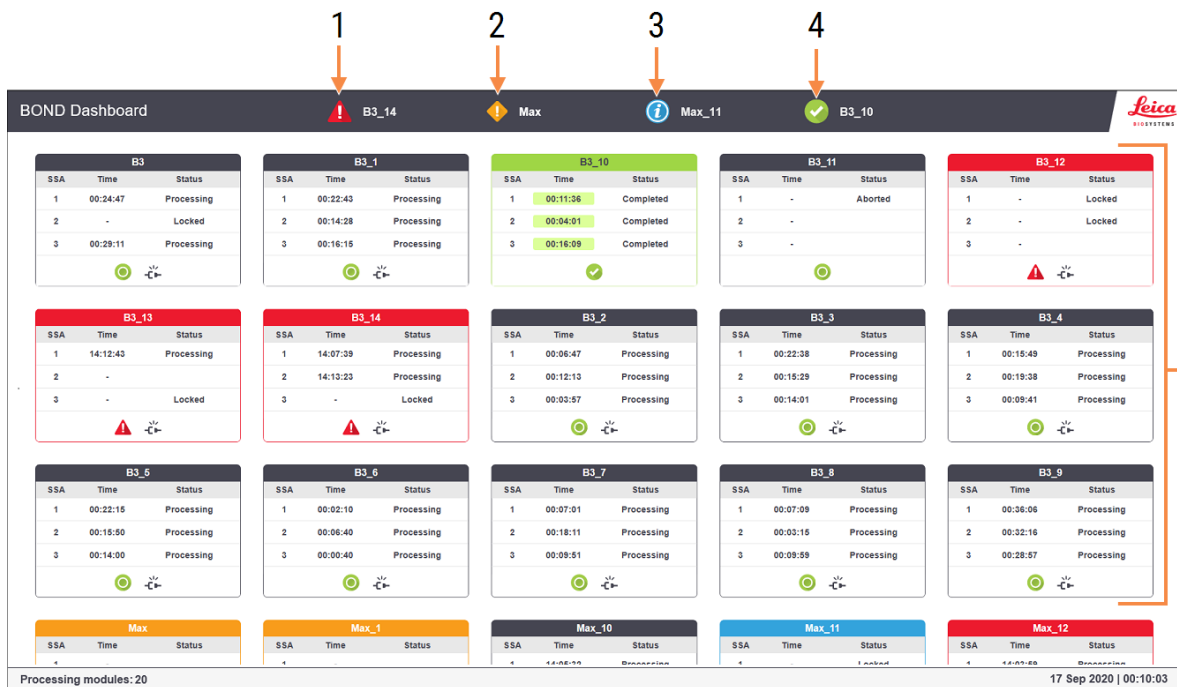 1 2 3 4
BOND Dashboard B3_14 Max Max_11 B3_10 Leica
BIOSYSTEMS
B3 B3_1 B3_10 B3_11 B3_12
SSA Time Status SSA Time Status SSA Time Status SSA Time Status SSA Time Status
1 00:24:47 Processing 1 00:22:43 Processing 1 00:11:36 Completed 1 - Aborted 1 - Locked
2 - Locked 2 00:14:28 Processing 2 00:04:01 Completed 2 - 2 - Locked
3 00:29:11 Processing 3 00:16:15 Processing 3 00:16:09 Completed 3 - 3 -
B3_13 B3_14 B3_2 B3_3 B3_4
SSA Time Status SSA Time Status SSA Time Status SSA Time Status SSA Time Status
1 14:12:43 Processing 1 14:07:39 Processing 1 00:06:47 Processing 1 00:22:38 Processing 1 00:15:49 Processing
2 - 2 14:13:23 Processing 2 00:12:13 Processing 2 00:15:29 Processing 2 00:19:38 Processing
3 - Locked 3 - Locked 3 00:03:57 Processing 3 00:14:01 Processing 3 00:09:41 Processing
B3_5 B3_6 B3_7 B3_8 B3_9
SSA Time Status SSA Time Status SSA Time Status SSA Time Status SSA Time Status
1 00:22:15 Processing 1 00:02:10 Processing 1 00:07:01 Processing 1 00:07:09 Processing 1 00:36:06 Processing
2 00:15:50 Processing 2 00:06:40 Processing 2 00:18:11 Processing 2 00:03:15 Processing 2 00:32:16 Processing
3 00:14:00 Processing 3 00:00:40 Processing 3 00:09:51 Processing 3 00:09:59 Processing 3 00:28:57 Processing
Max Max_1 Max_10 Max_11 Max_12
SSA Time Status SSA Time Status SSA Time Status SSA Time Status SSA Time Status
1 - 1 - 1 14:05:32 Processing 1 - Locked 1 14:02:59 Processing
Processing modules: 20 17 Sep 2020 | 00:10:03